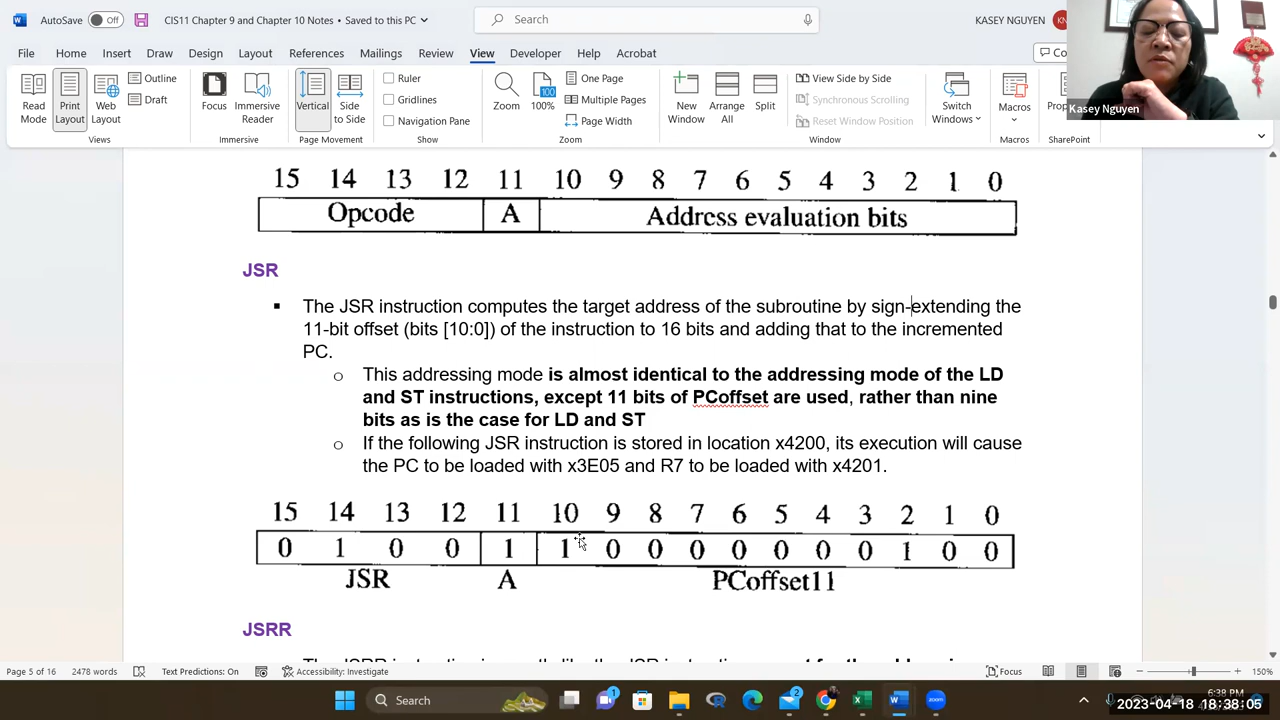 AutoSave Off CIS11 Chapter 9 and Chapter 10 Notes • Saved to this PC Search KASEY NGUYEN KN
File Home Insert Draw Design Layout References Mailings Review View Developer Help Acrobat
Read Mode
Print Layout
Web Layout
Outline
Draft
Views
Focus
Immersive Reader
Immersive
Vertical
Side to Side
Page Movement
Ruler
Gridlines
Navigation Pane
Show
Zoom
100
100%
One Page
Multiple Pages
Page Width
Zoom
New Window
Arrange All
Split
View Side by Side
Synchronous Scrolling
Reset Window Position
Window
Switch Windows
Macros
Macros
SharePoint
Kasey Nguyen
15 14 13 12 11 10 9 8 7 6 5 4 3 2 1 0
Opcode A Address evaluation bits
JSR
▪ The JSR instruction computes the target address of the subroutine by sign-extending the
11-bit offset (bits [10:0]) of the instruction to 16 bits and adding that to the incremented
PC.
o This addressing mode is almost identical to the addressing mode of the LD
and ST instructions, except 11 bits of PCoffset are used, rather than nine
bits as is the case for LD and ST
o If the following JSR instruction is stored in location x4200, its execution will cause
the PC to be loaded with x3E05 and R7 to be loaded with x4201.
15 14 13 12 11 10 9 8 7 6 5 4 3 2 1 0
0 1 0 0 1 1 0 0 0 0 0 0 0 1 0 0
JSR A PCoffset11
JSRR
Page 5 of 16 2478 words Text Predictions: On Accessibility: Investigate Focus 150%
Search 1 2 zoom
6:38 PM
2023-04-18 18:38:05